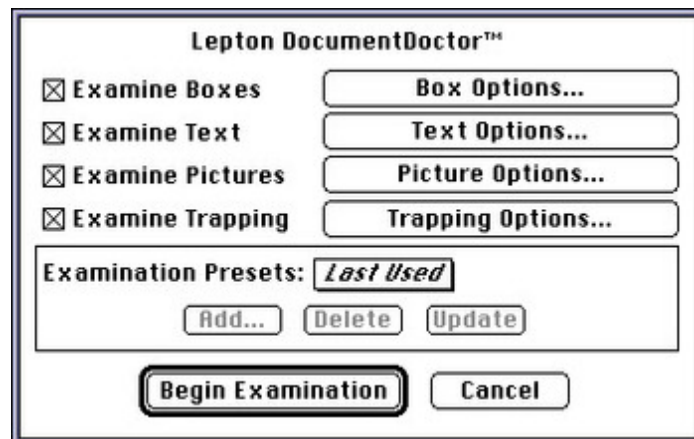 Lepton DocumentDoctor™
Examine Boxes Box Options...
Examine Text Text Options...
Examine Pictures Picture Options...
Examine Trapping Trapping Options...
Examination Presets: Last Used
Add... Delete Update
Begin Examination Cancel